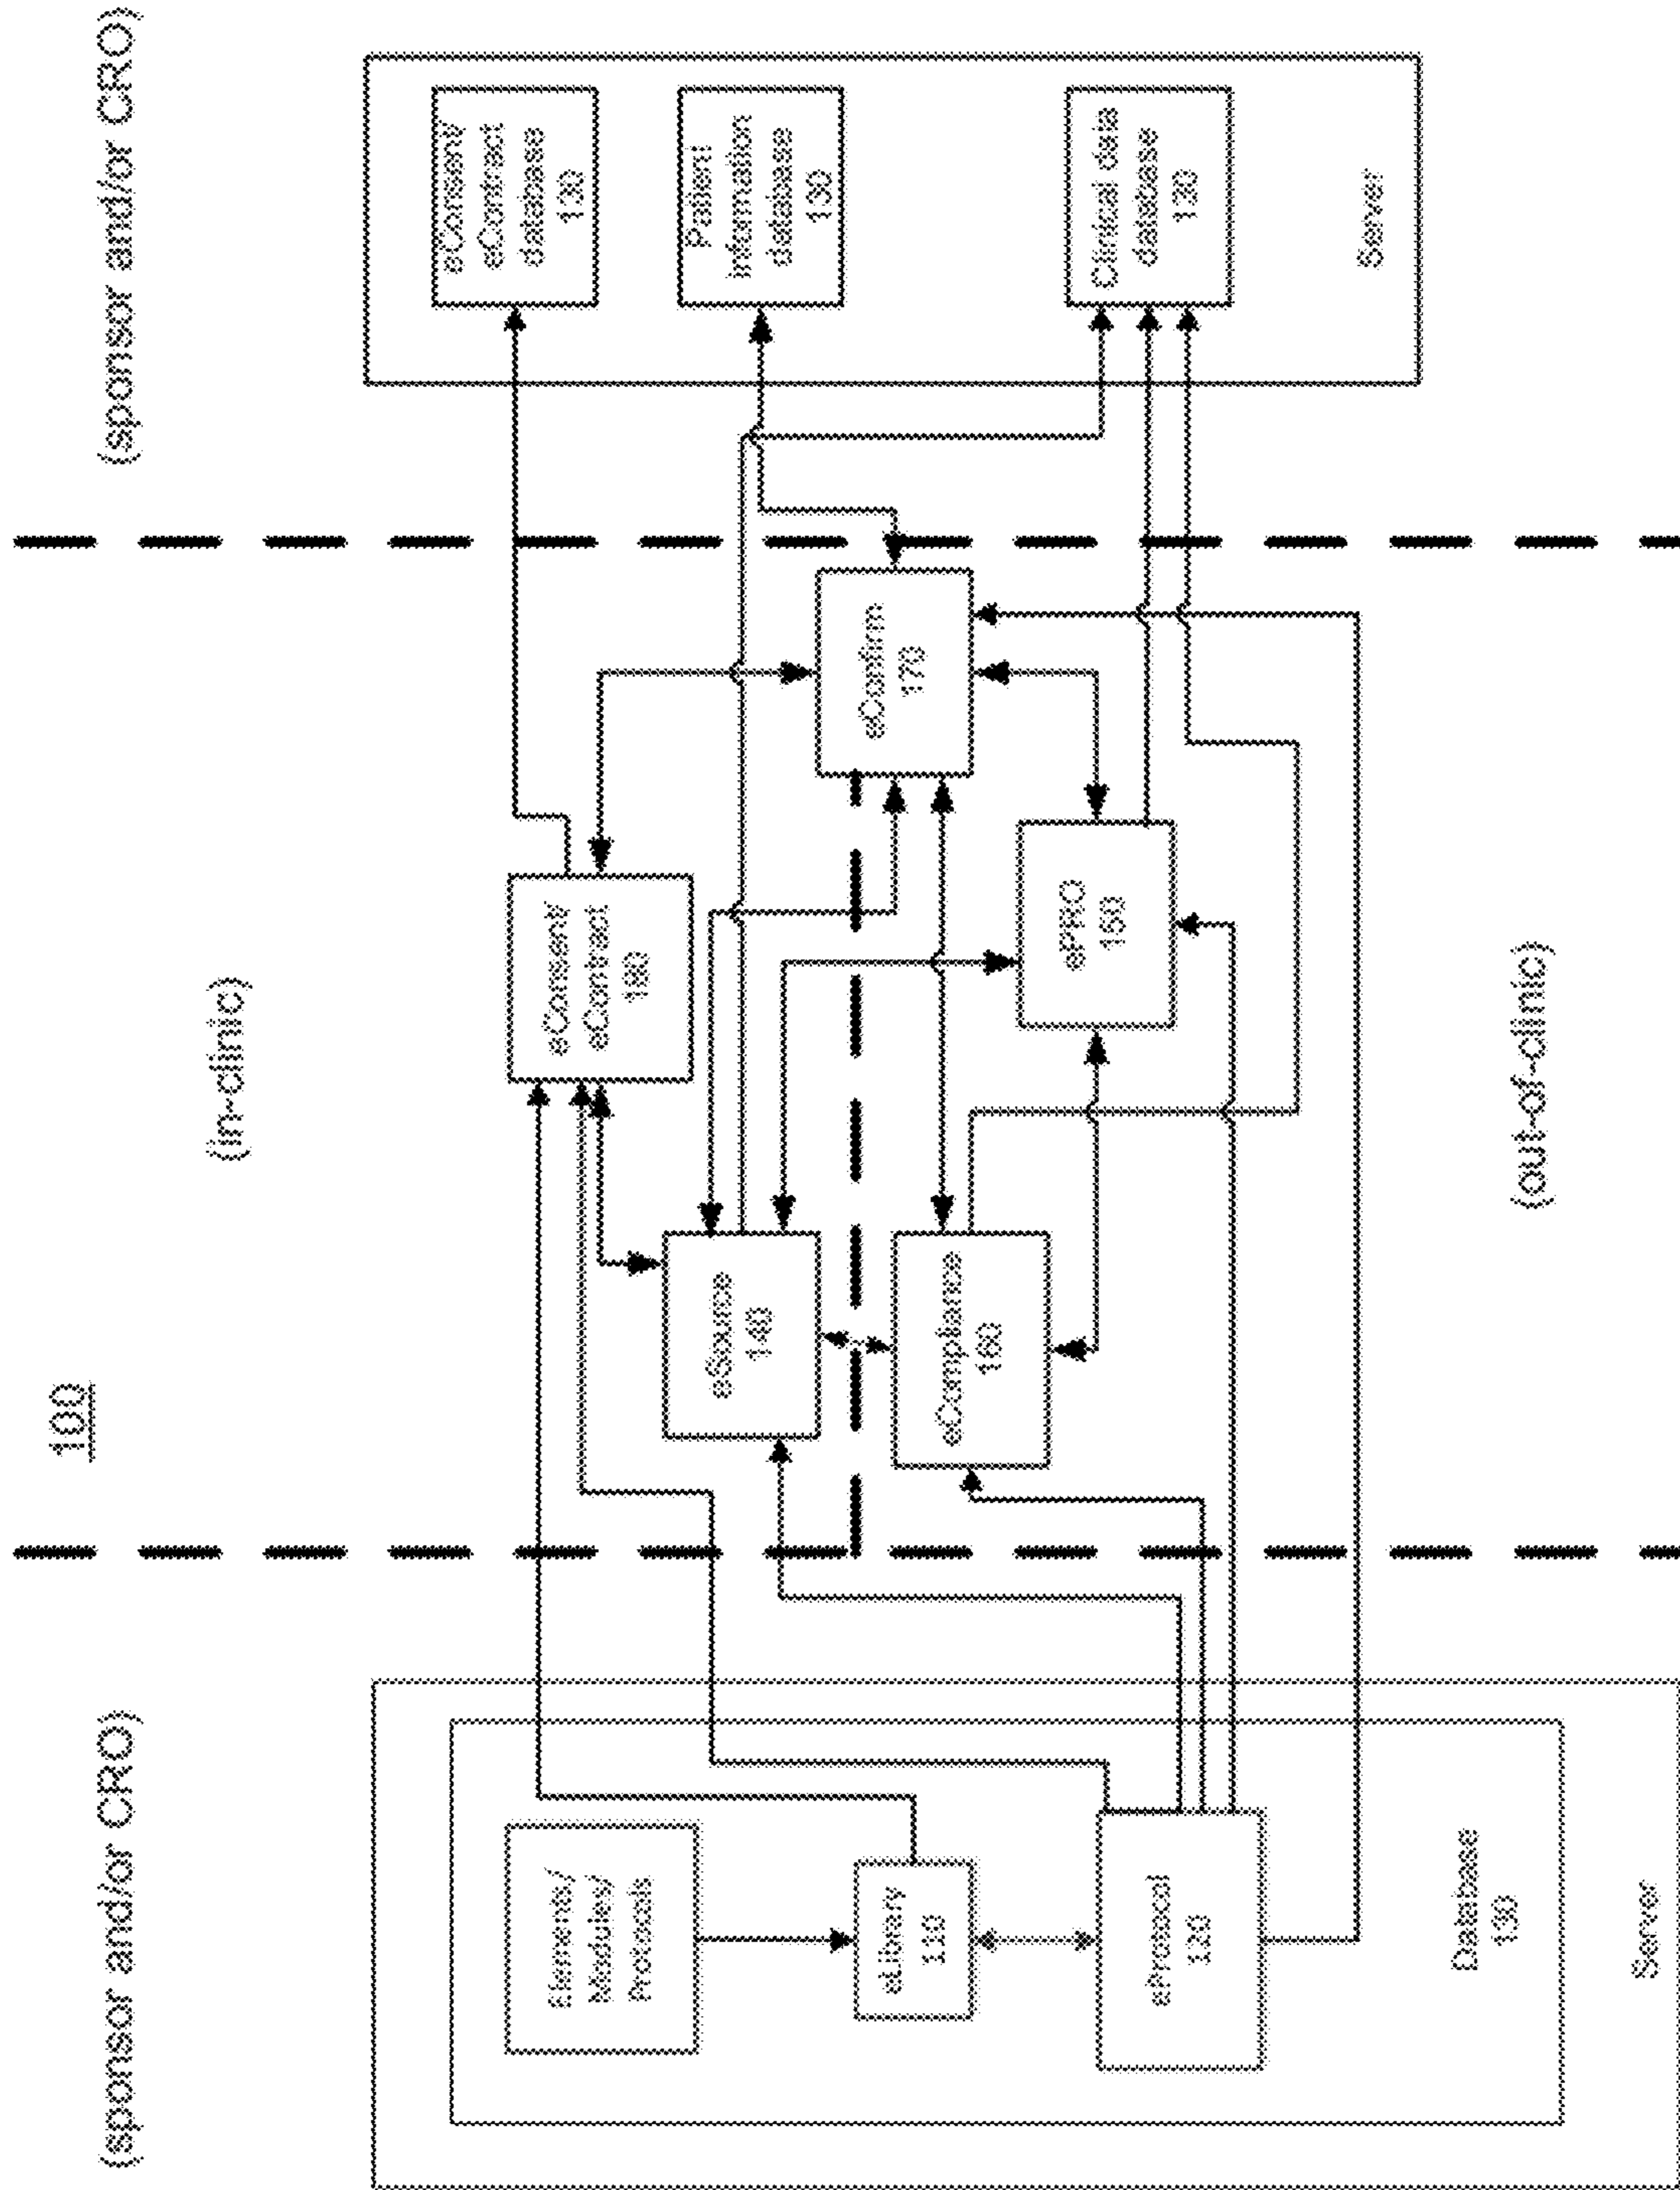 100
(sponsor and/or CRO)
(in-clinic)
(sponsor and/or CRO)
Elements/
Modules/
Protocols
eLibrary
110
eProtocol
120
Database
130
Server
eSource
140
eCompliance
160
eConsent/
eContract
180
ePRO
150
eConfirm
170
(out-of-clinic)
eConsent/
eContract
database
130
Patient
information
database
130
Clinical data
database
130
Server